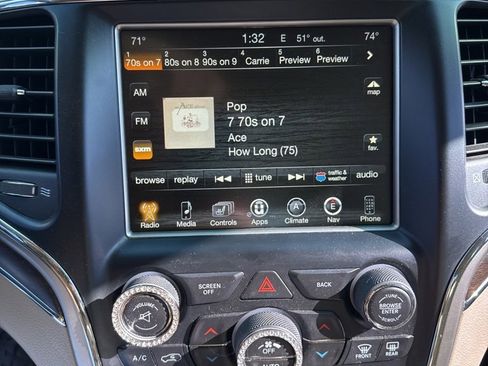 71° 1:32 E 51° out. 74°
1 2 3 4 5 6
70s on 7 80s on 8 90s on 9 Carrie Preview Preview
AM
FM
sxm
ACE
Pop
7 70s on 7
Ace
How Long (75)
map
fav.
browse replay tune traffic & weather audio
Radio Media Controls Apps Climate Nav Phone
A E
VOLUME
SCREEN OFF
BACK
TUNE
BROWSE
ENTER
SCROLL
A/C
OFF
AUTO
FRONT
REAR